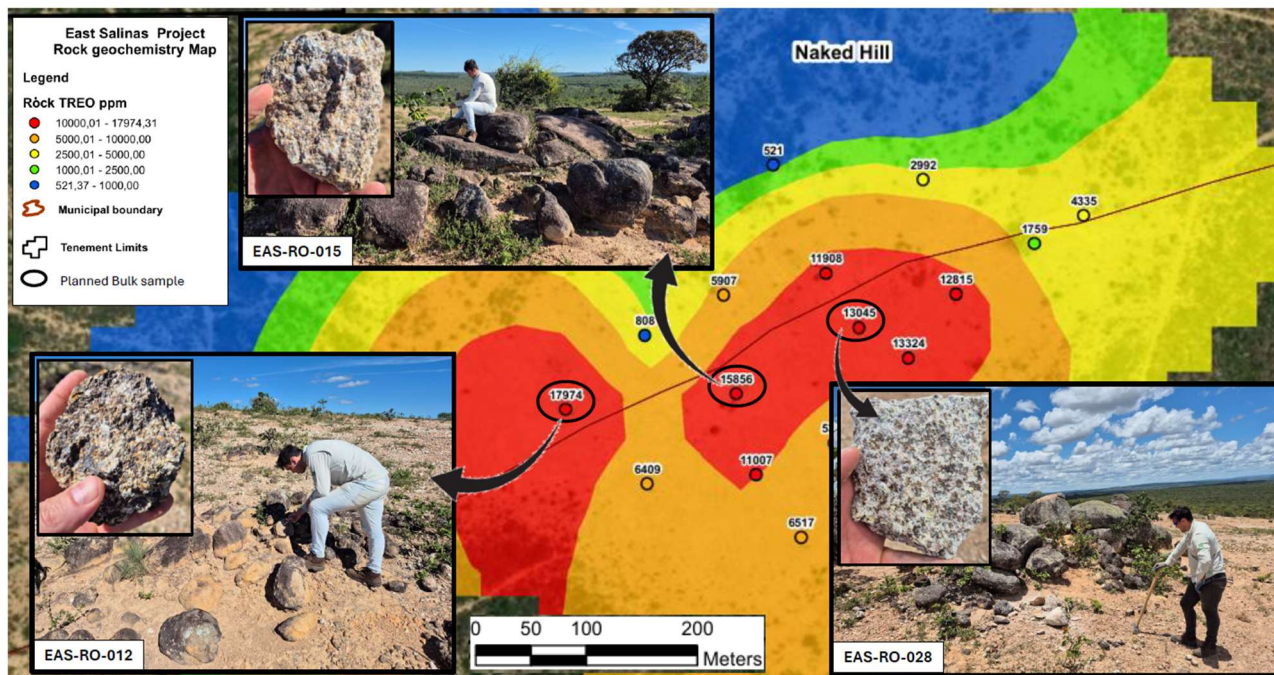 East Salinas Project
Rock geochemistry Map
Legend
Ròck TREO ppm
10000,01 - 17974,31
5000,01 - 10000,00
2500,01 - 5000,00
1000,01 - 2500,00
521,37 - 1000,00
Municipal boundary
Tenement Limits
Planned Bulk sample
EAS-RO-015
Naked Hill
521
2992
4335
1759
11908
5907
12815
13045
808
13324
15856
17974
11007
6409
6517
EAS-RO-012
0 50 100 200
Meters
EAS-RO-028